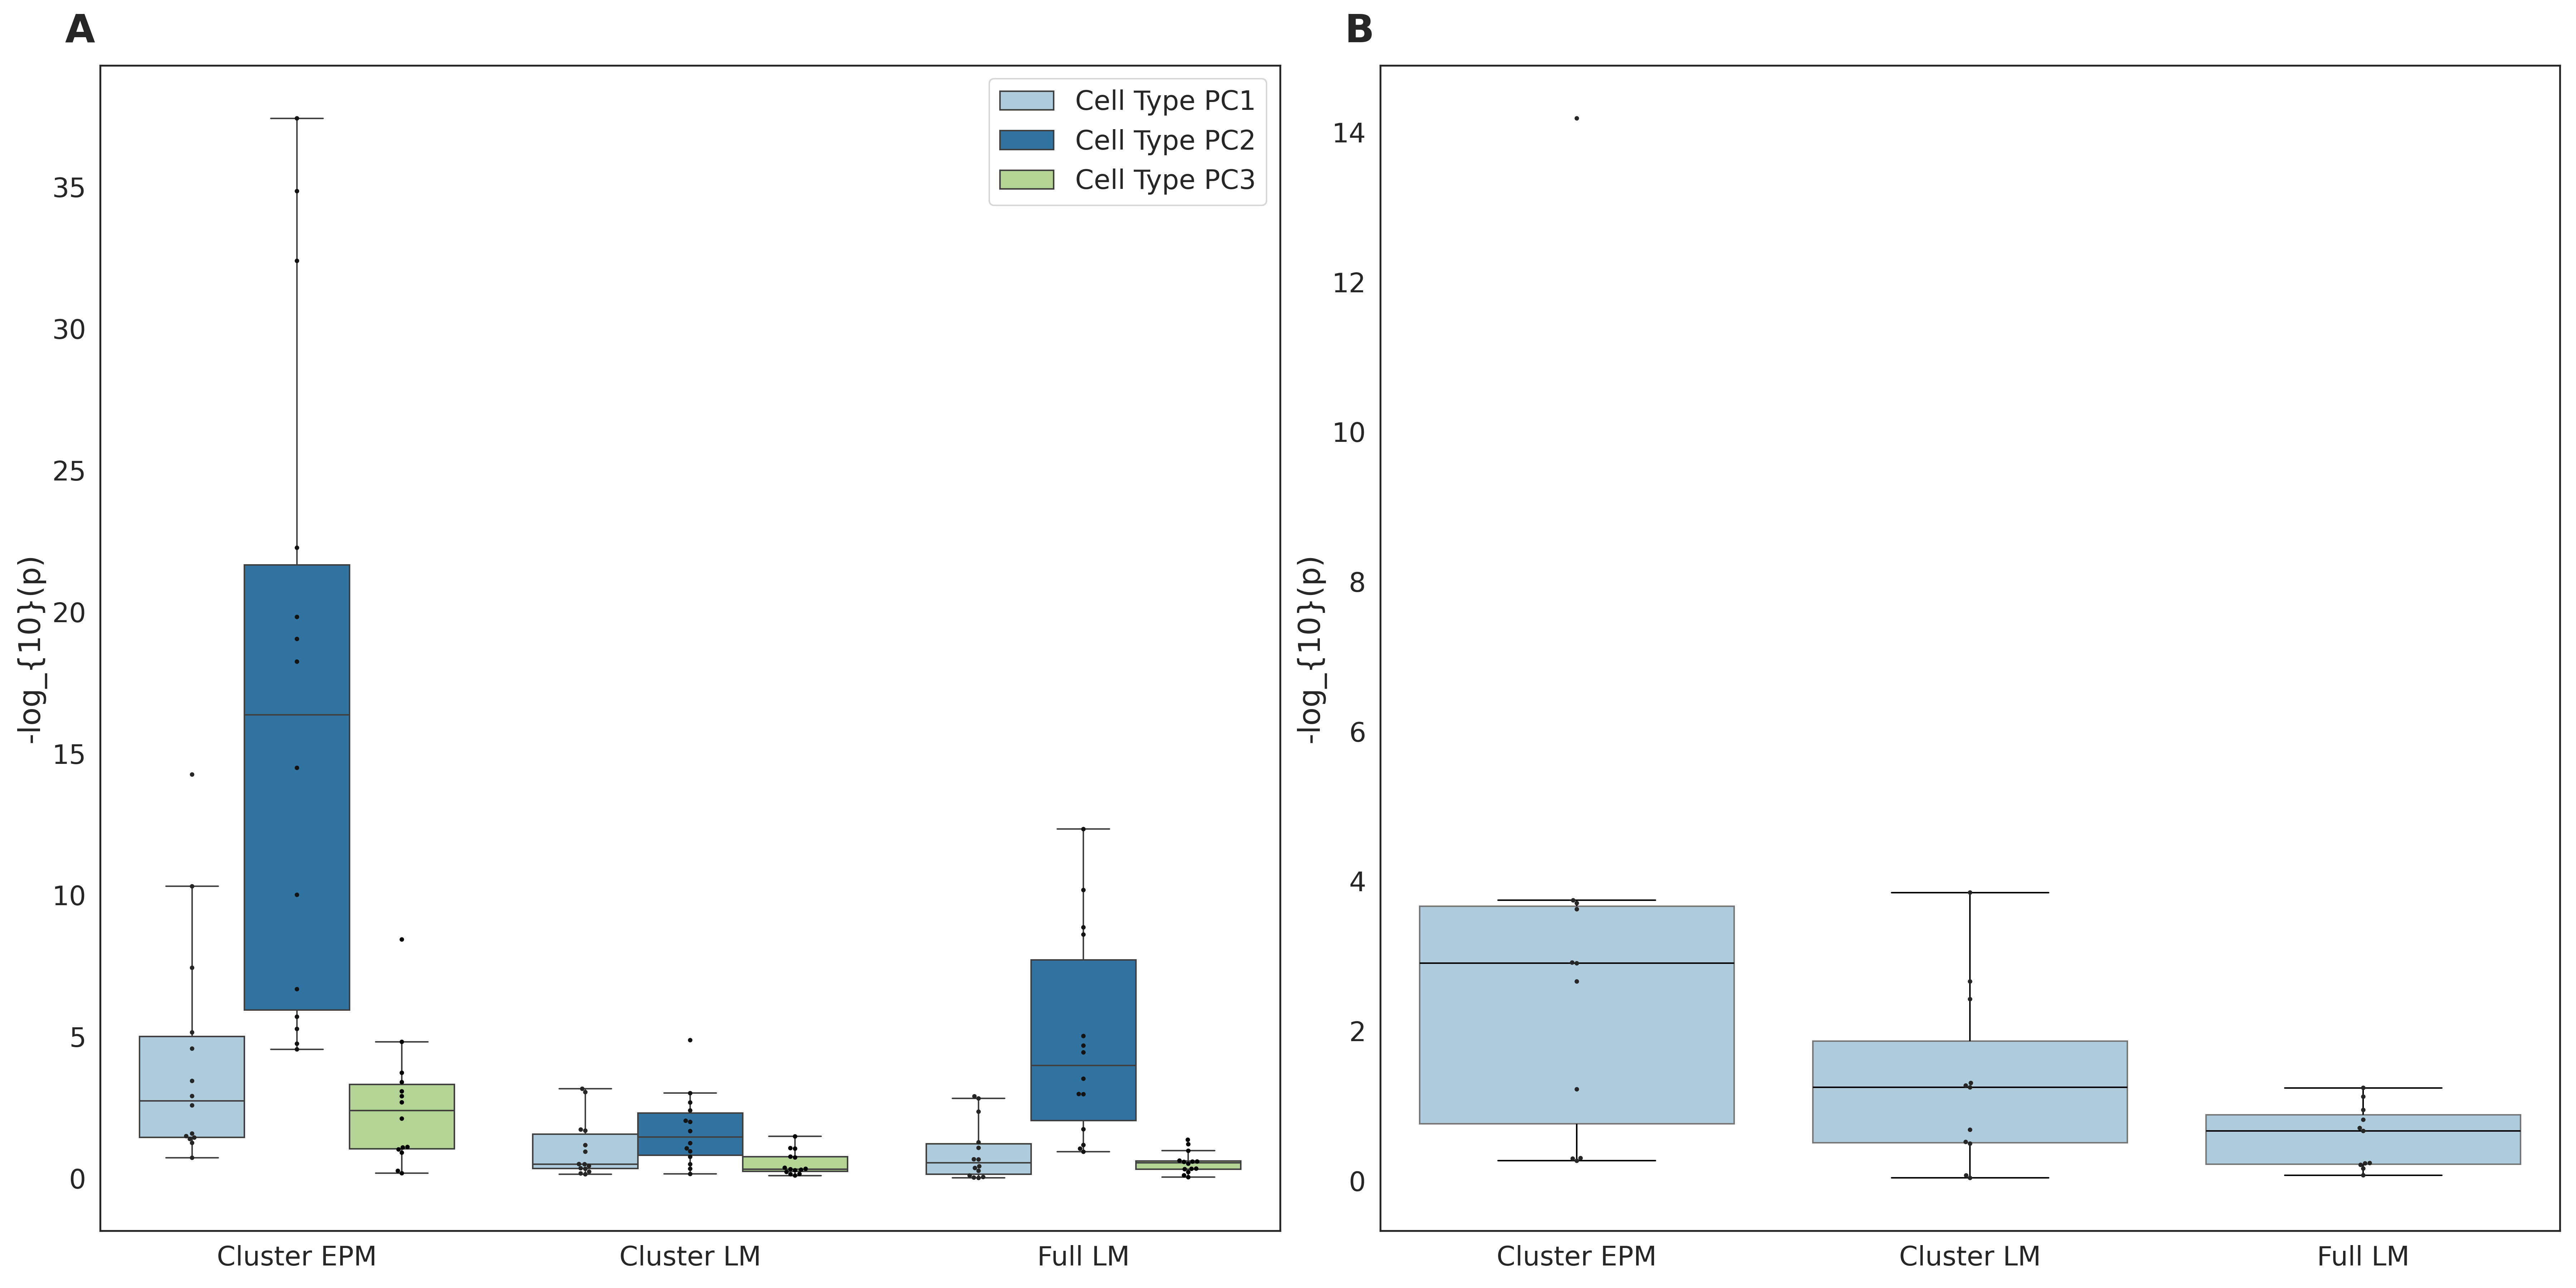 A
-log_{10}(p)
35
30
25
20
15
10
5
0
Cell Type PC1
Cell Type PC2
Cell Type PC3
Cluster EPM
Cluster LM
Full LM
B
-log_{10}(p)
14
12
10
8
6
4
2
0
Cluster EPM
Cluster LM
Full LM